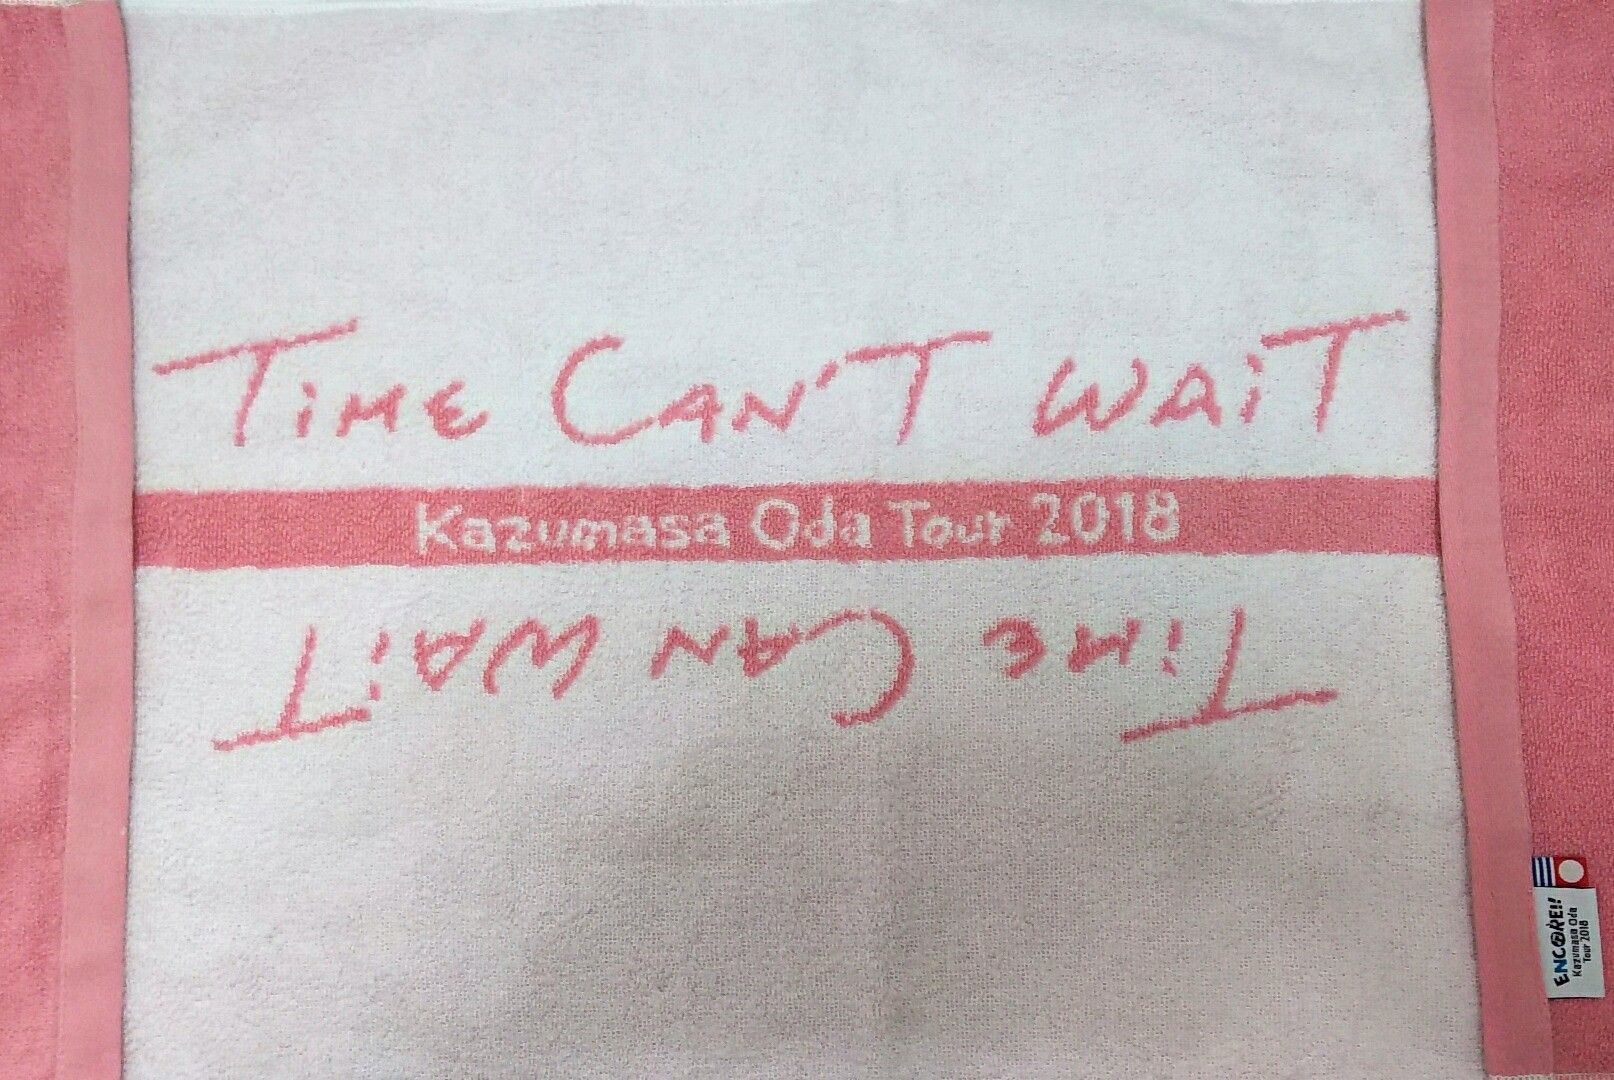 TiME CAN'T WAiT
Kazumasa Oda Tour 2018
TiME CAN WAiT
ENCORE!!
Kazumasa Oda
Tour 2018